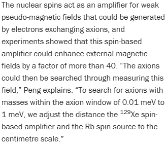 The nuclear spins act as an amplifier for weak
pseudo-magnetic fields that could be generated
by electrons exchanging axions, and
experiments showed that this spin-based
amplifier could enhance external magnetic
fields by a factor of more than 40. "The axions
could then be searched through measuring this
field," Peng explains. "To search for axions with
masses within the axion window of 0.01 meV to
1 meV, we adjust the distance the ¹²⁹Xe spin-
based amplifier and the Rb spin source to the
centimetre scale."